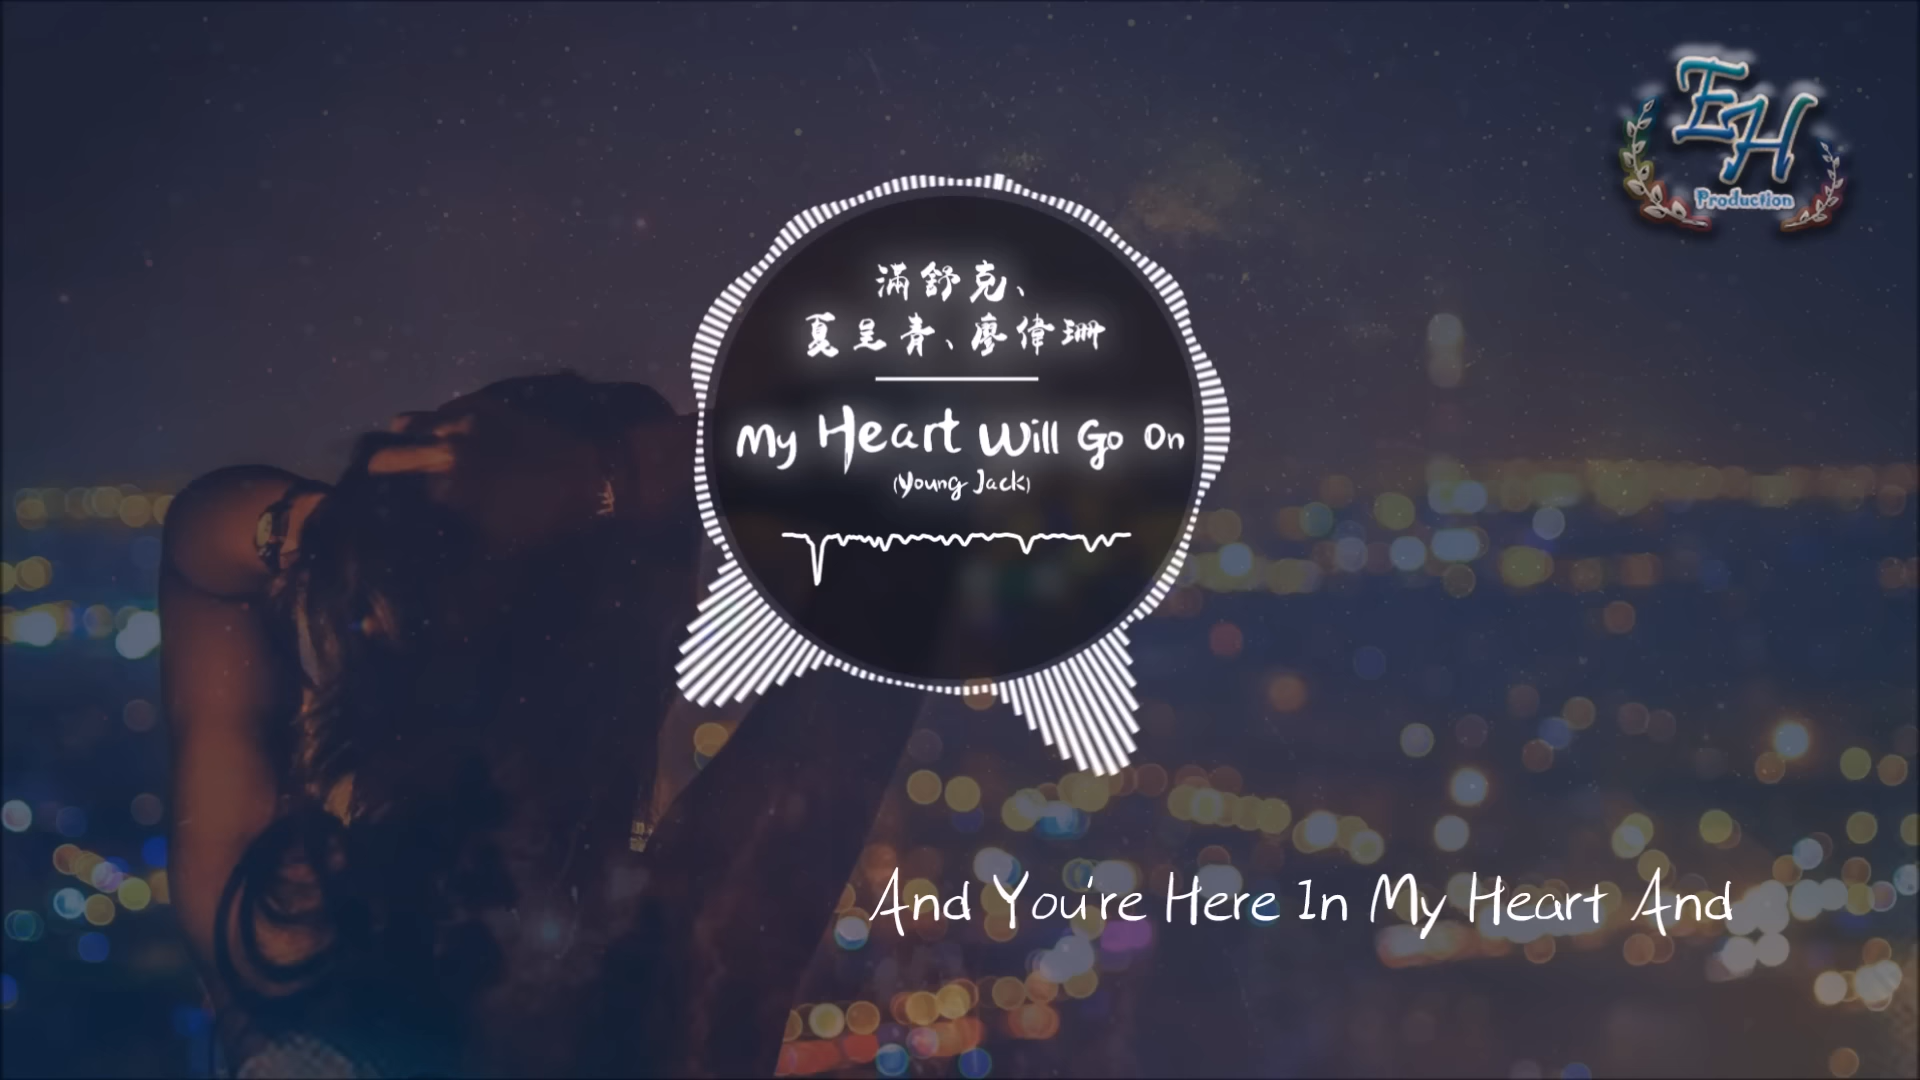 EH
Production
滿舒克、
夏呈青、廖偉珊
My Heart Will Go On
(Young Jack)
And You're Here In My Heart And